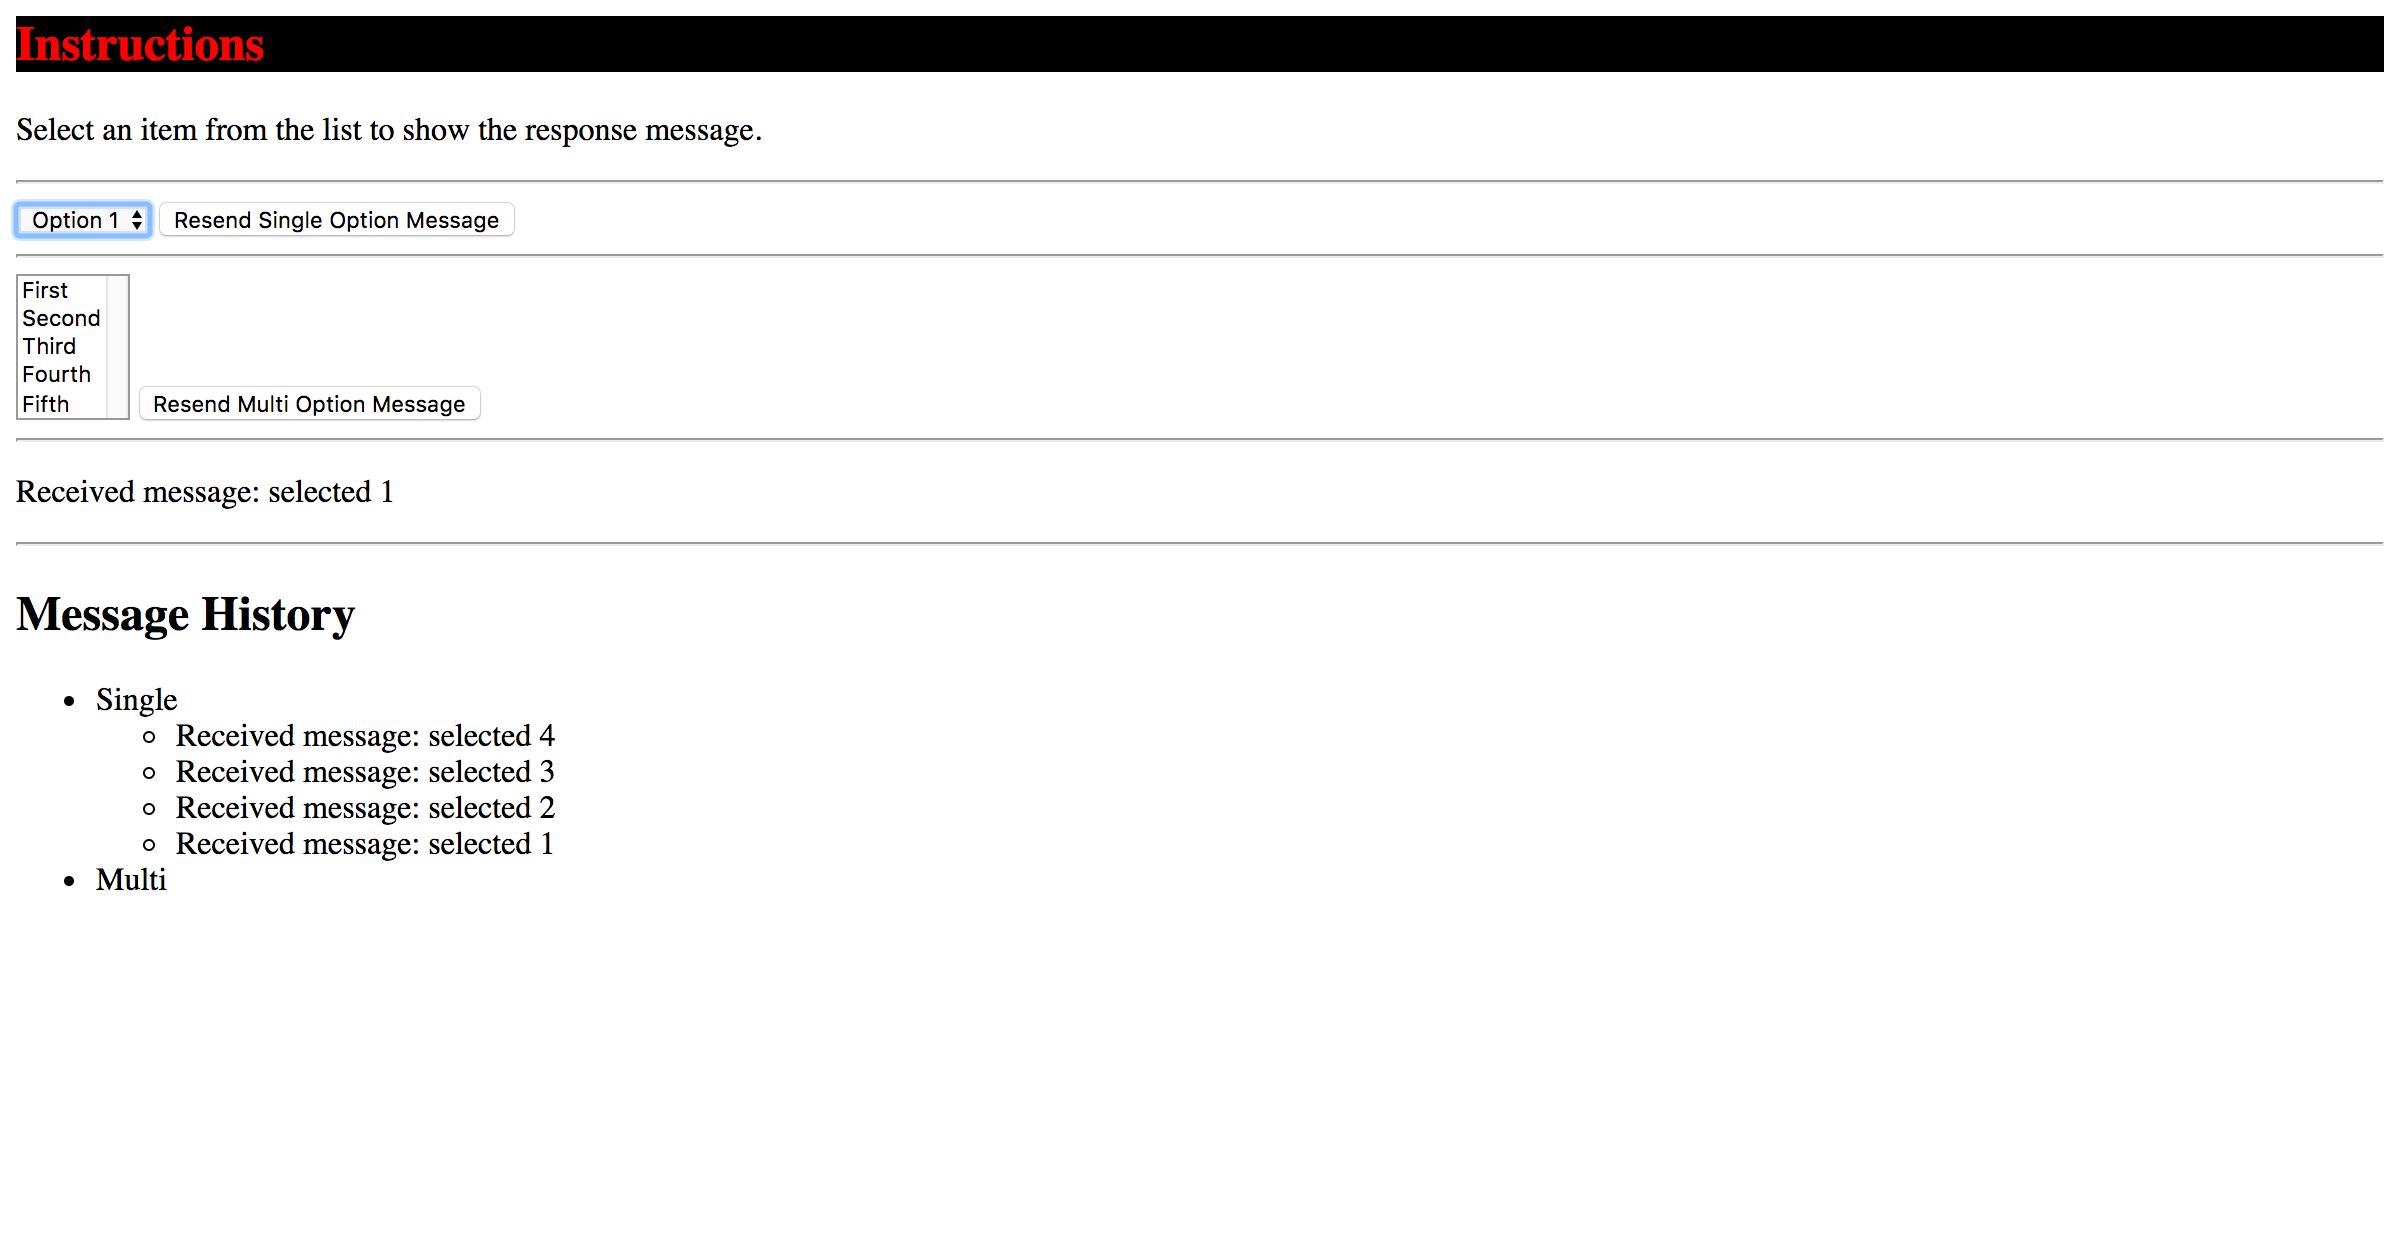 Instructions
Select an item from the list to show the response message.
Option 1 Resend Single Option Message
First
Second
Third
Fourth
Fifth Resend Multi Option Message
Received message: selected 1
Message History
Single
Received message: selected 4
Received message: selected 3
Received message: selected 2
Received message: selected 1
Multi